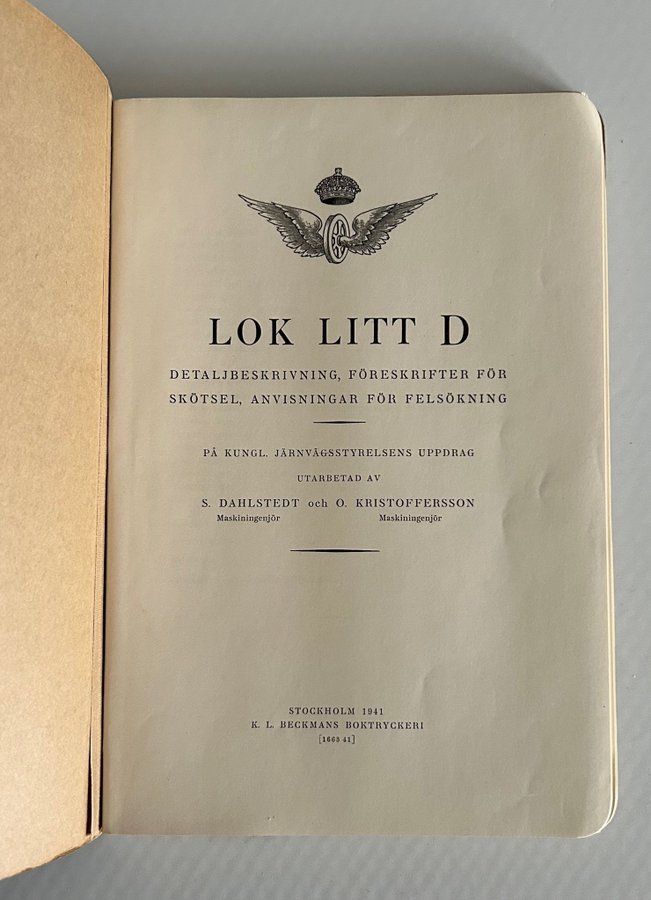 LOK LITT D
DETALJBESKRIVNING, FÖRESKRIFTER FÖR
SKÖTSEL, ANVISNINGAR FÖR FELSÖKNING
PÅ KUNGL. JÄRNVÄGSSTYRELSENS UPPDRAG
UTARBETAD AV
S. DAHLSTEDT och O. KRISTOFFERSSON
Maskiningenjör Maskiningenjör
STOCKHOLM 1941
K. L. BECKMANS BOKTRYCKERI
[1663 41]